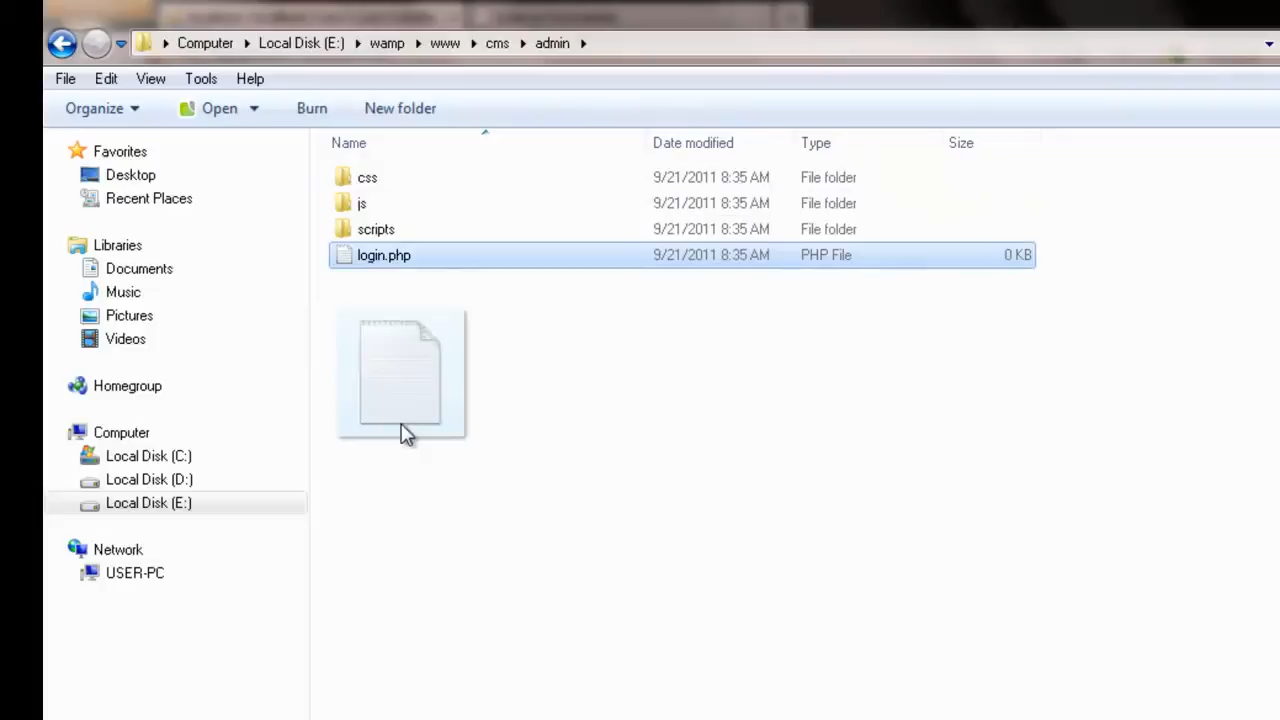 Computer Local Disk (E:) wamp www cms admin
File Edit View Tools Help
Organize Open Burn New folder
Name Date modified Type Size
Favorites
Desktop
Recent Places
Libraries
Documents
Music
Pictures
Videos
Homegroup
Computer
Local Disk (C:)
Local Disk (D:)
Local Disk (E:)
Network
USER-PC
css 9/21/2011 8:35 AM File folder
js 9/21/2011 8:35 AM File folder
scripts 9/21/2011 8:35 AM File folder
login.php 9/21/2011 8:35 AM PHP File 0 KB